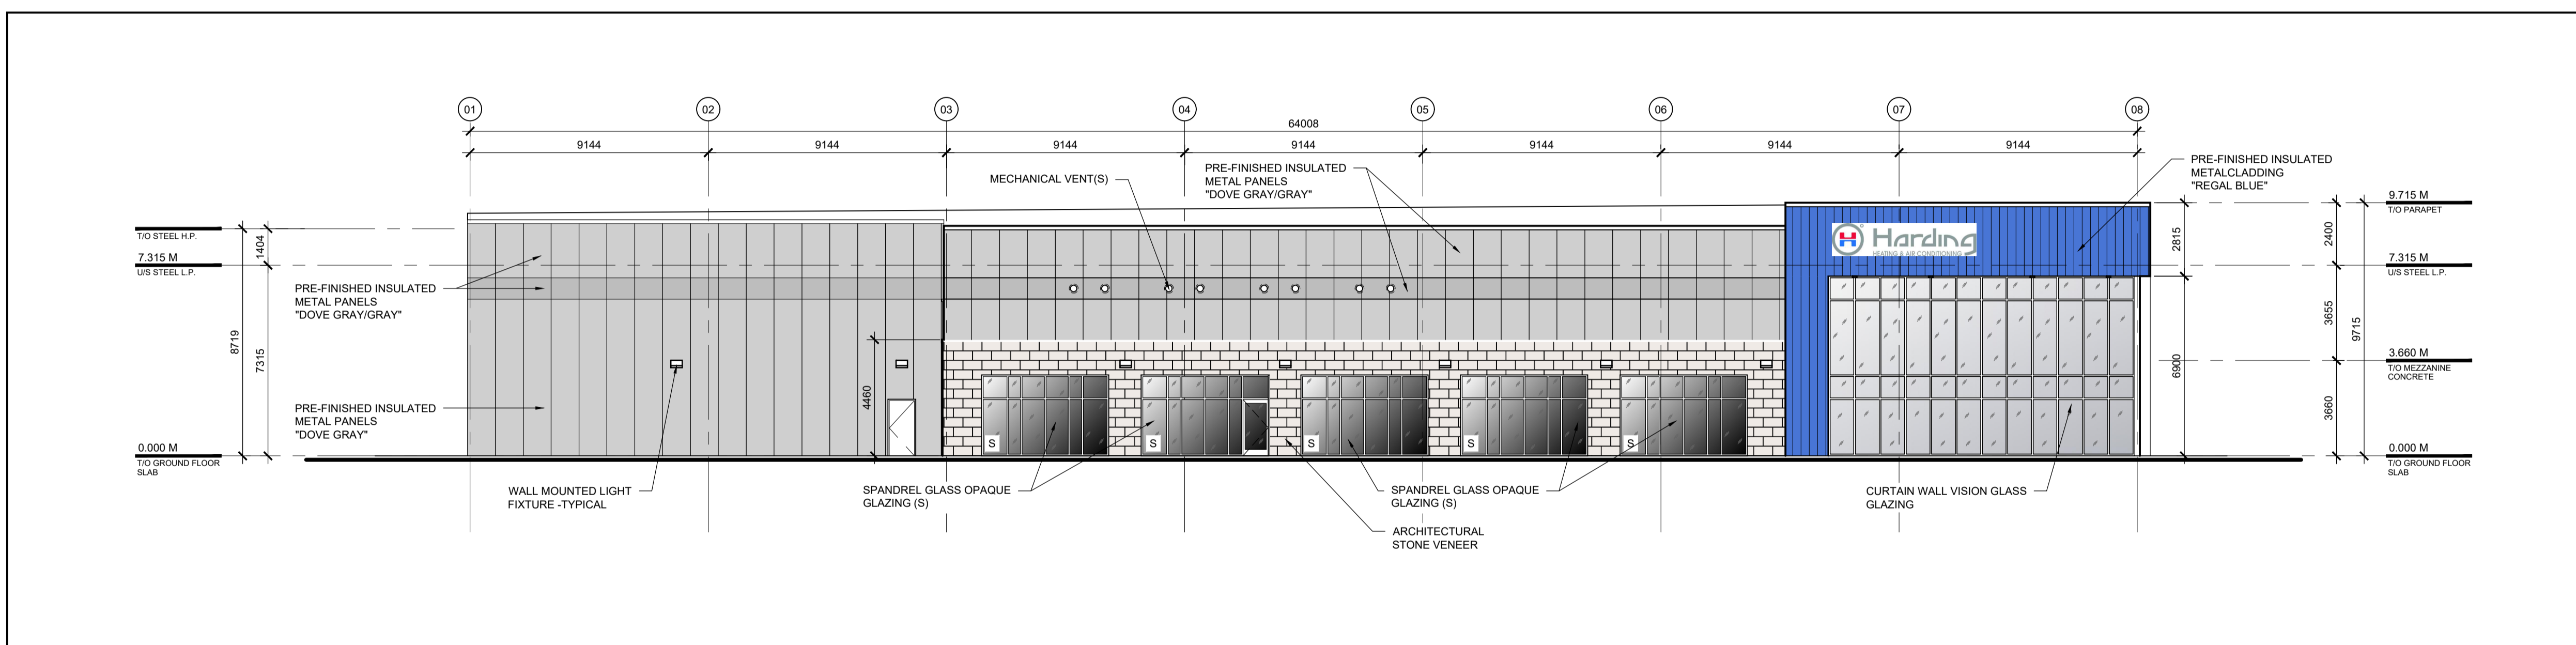 01 02 03 04 05 06 07 08
64008
9144 9144 9144 9144 9144 9144 9144
MECHANICAL VENT(S)
PRE-FINISHED INSULATED
METAL PANELS
"DOVE GRAY/GRAY"
PRE-FINISHED INSULATED
METALCLADDING
"REGAL BLUE"
T/O STEEL H.P.
7.315 M
U/S STEEL L.P.
1404
8719
7315
PRE-FINISHED INSULATED
METAL PANELS
"DOVE GRAY/GRAY"
PRE-FINISHED INSULATED
METAL PANELS
"DOVE GRAY"
0.000 M
T/O GROUND FLOOR
SLAB
4460
H Harding
HEATING & AIR CONDITIONING
S S S S
2815
6900
2400
3655
3660
9715
9.715 M
T/O PARAPET
7.315 M
U/S STEEL L.P.
3.660 M
T/O MEZZANINE
CONCRETE
0.000 M
T/O GROUND FLOOR
SLAB
WALL MOUNTED LIGHT
FIXTURE -TYPICAL
SPANDREL GLASS OPAQUE
GLAZING (S)
SPANDREL GLASS OPAQUE
GLAZING (S)
ARCHITECTURAL
STONE VENEER
CURTAIN WALL VISION GLASS
GLAZING